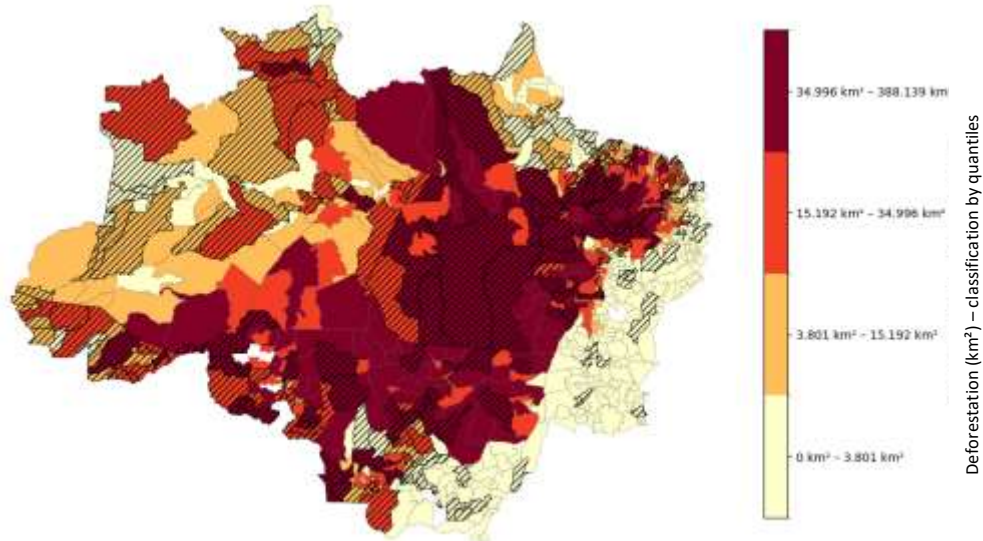 34.996 km² – 388.139 km
15.192 km² – 34.996 km²
3.801 km² – 15.192 km²
0 km² – 3.801 km²
Deforestation (km²) – classification by quantiles